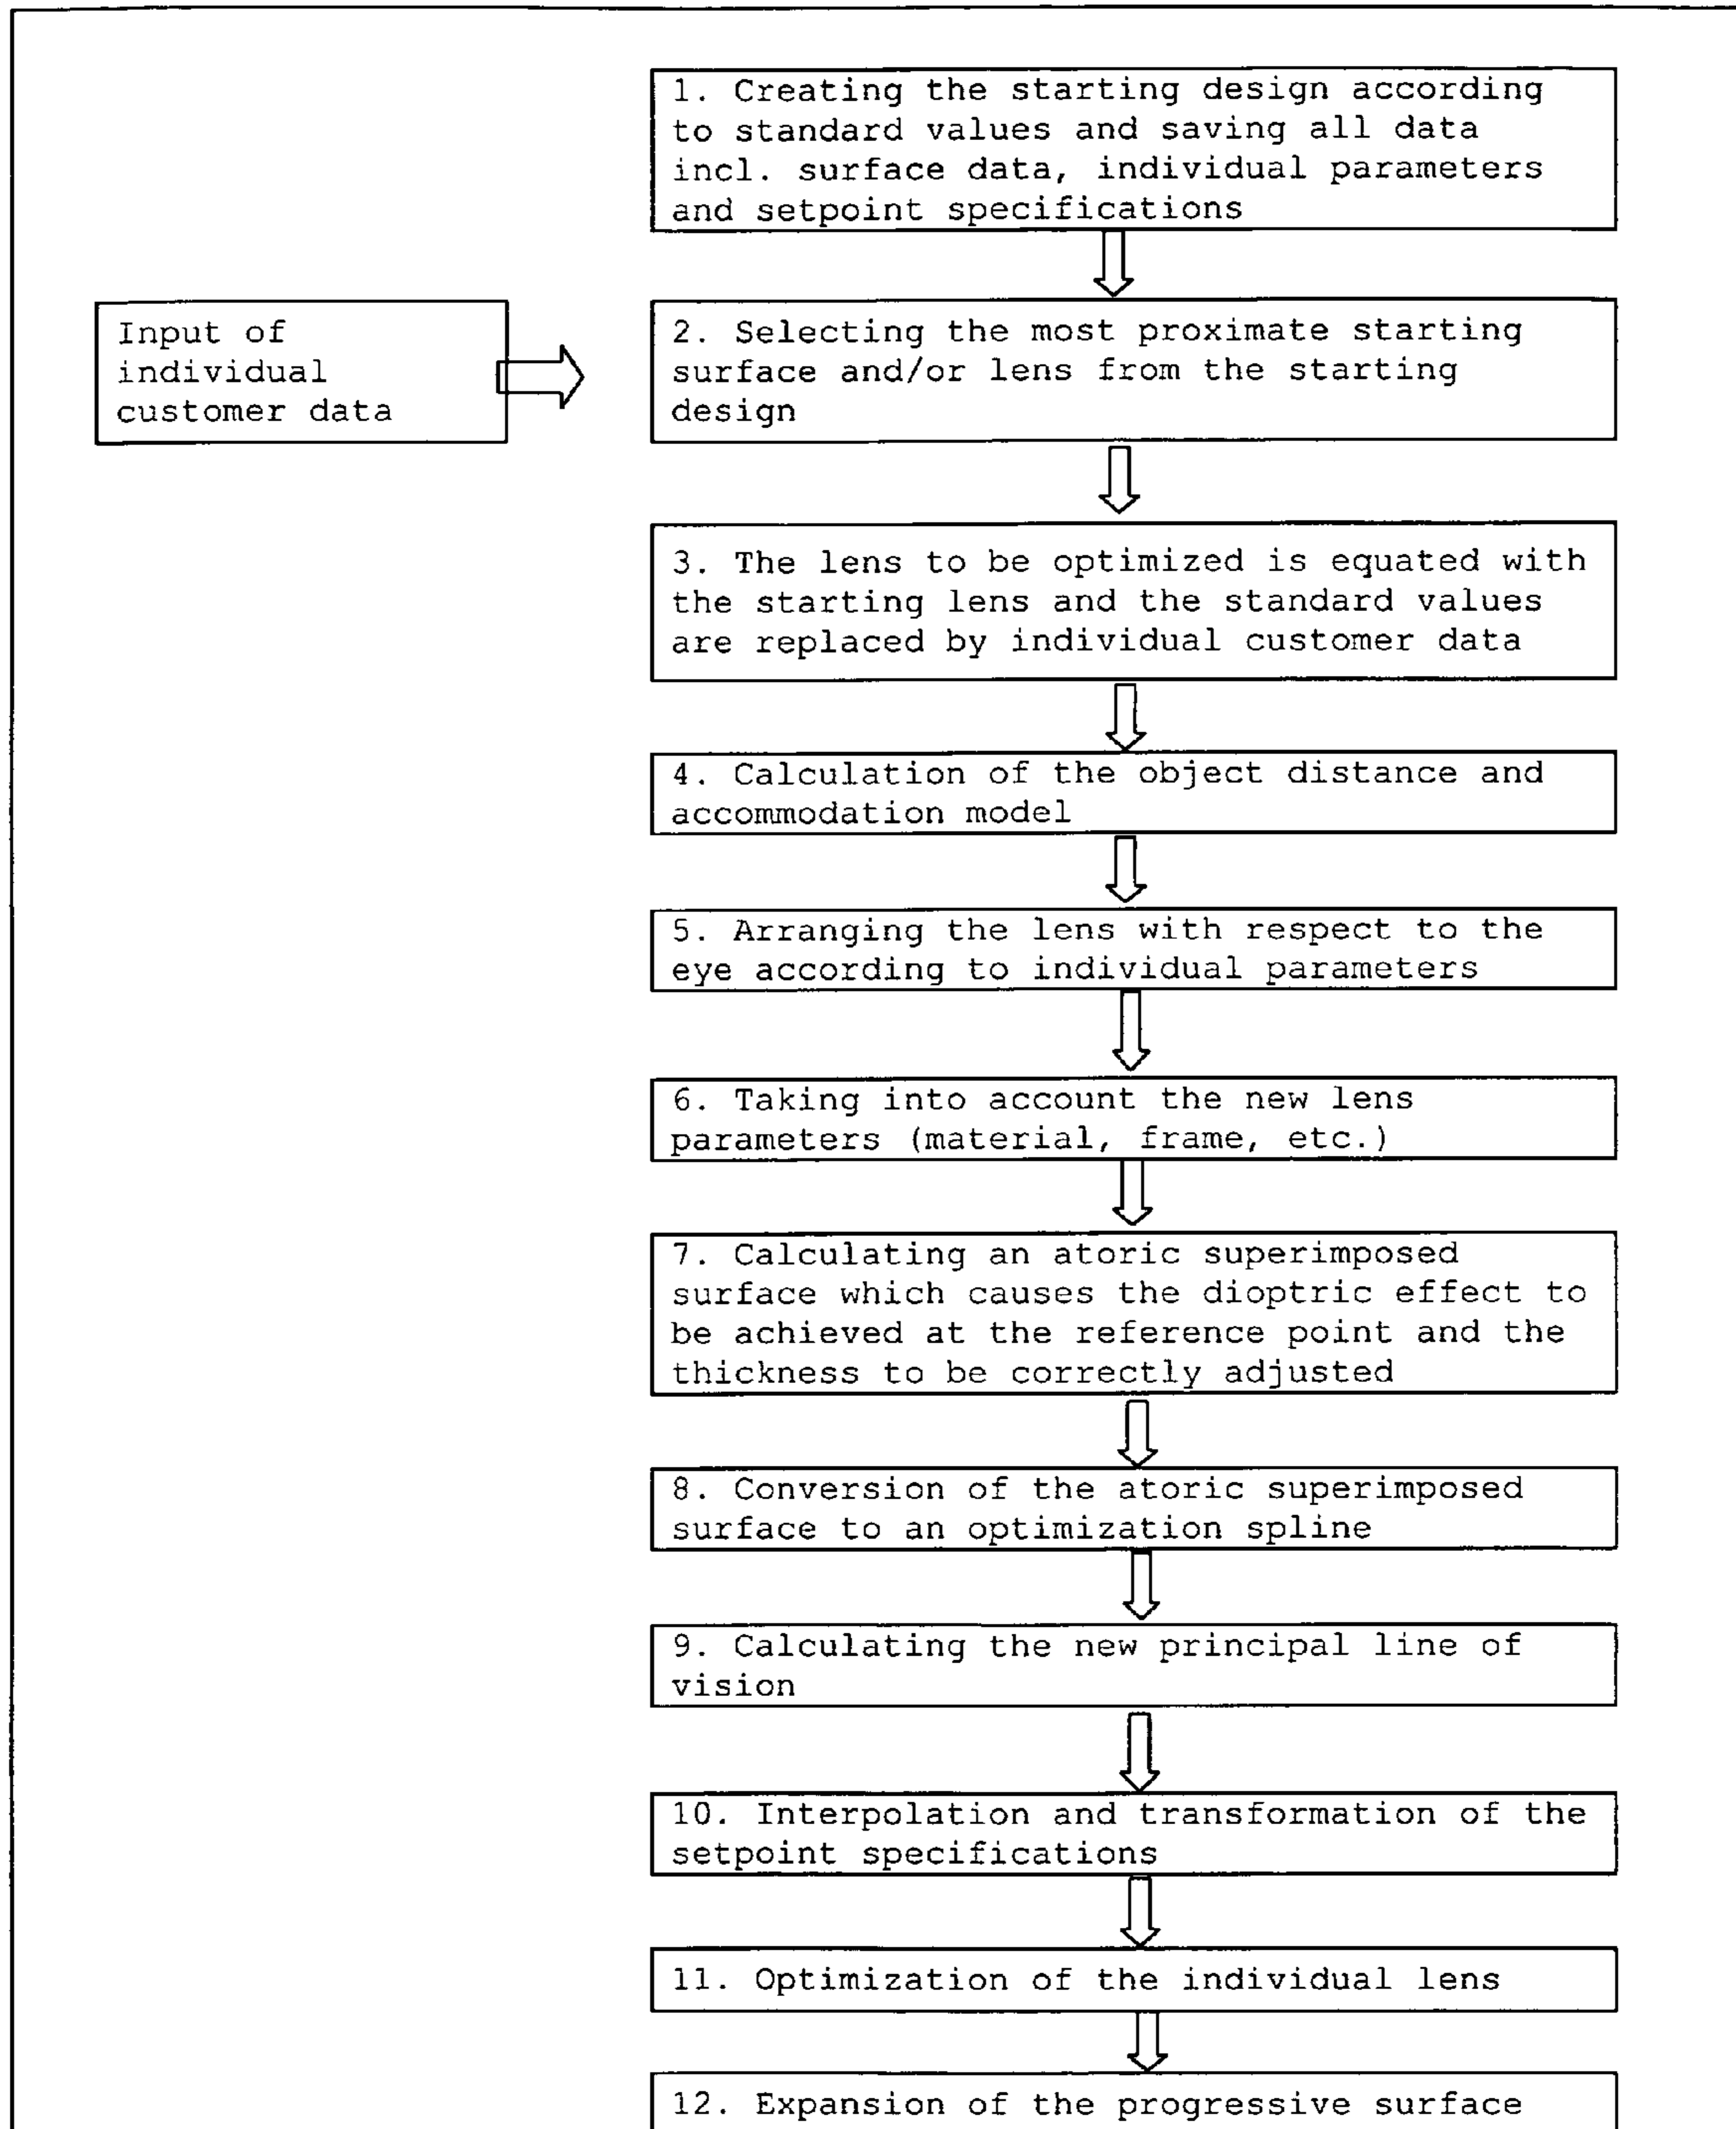 1. Creating the starting design according
to standard values and saving all data
incl. surface data, individual parameters
and setpoint specifications
Input of
individual
customer data
2. Selecting the most proximate starting
surface and/or lens from the starting
design
3. The lens to be optimized is equated with
the starting lens and the standard values
are replaced by individual customer data
4. Calculation of the object distance and
accommodation model
5. Arranging the lens with respect to the
eye according to individual parameters
6. Taking into account the new lens
parameters (material, frame, etc.)
7. Calculating an atoric superimposed
surface which causes the dioptric effect to
be achieved at the reference point and the
thickness to be correctly adjusted
8. Conversion of the atoric superimposed
surface to an optimization spline
9. Calculating the new principal line of
vision
10. Interpolation and transformation of the
setpoint specifications
11. Optimization of the individual lens
12. Expansion of the progressive surface